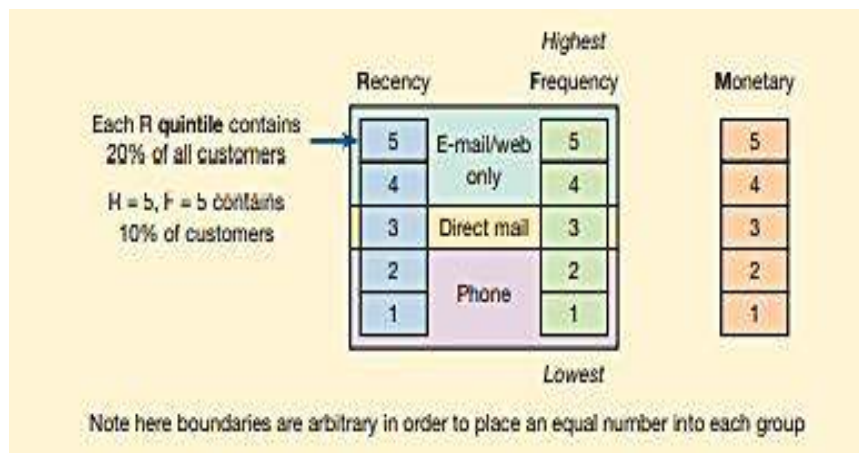 Highest
Recency Frequency Monetary
Each R quintile contains
20% of all customers
R = 5, F = 5 contains
10% of customers
5 E-mail/web 5 5
4 only 4 4
3 Direct mail 3 3
2 2 2
Phone
1 1 1
Lowest
Note here boundaries are arbitrary in order to place an equal number into each group